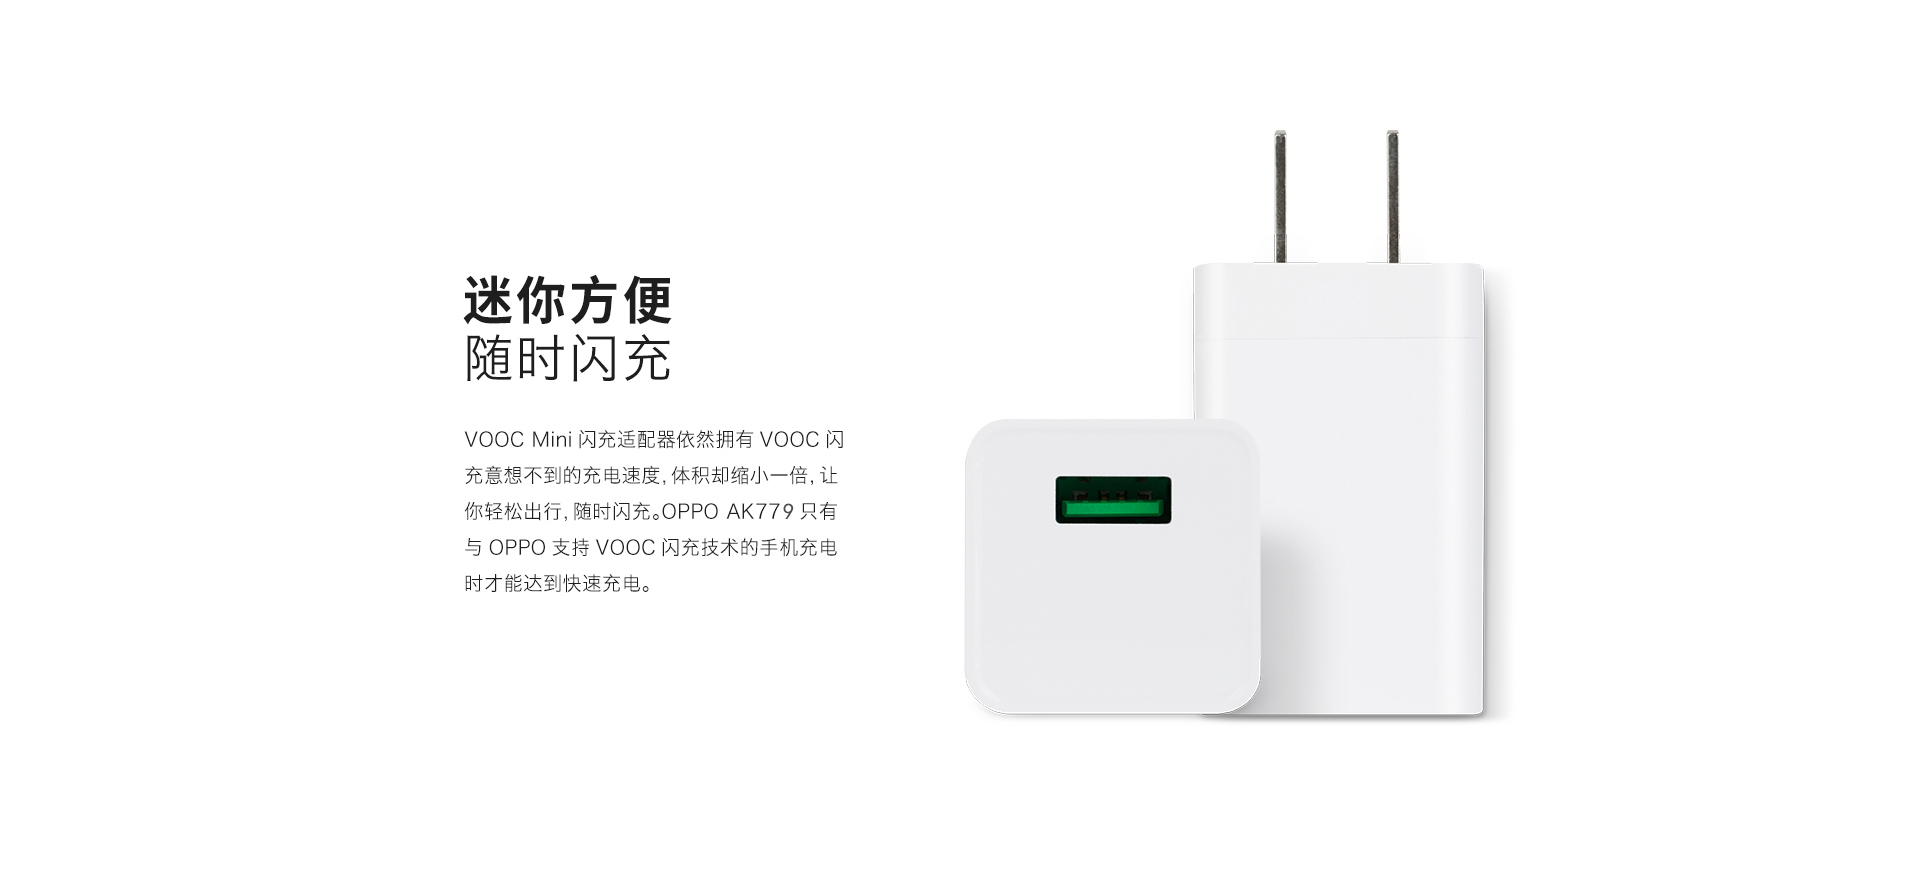 迷你方便
随时闪充
VOOC Mini 闪充适配器依然拥有 VOOC 闪
充意想不到的充电速度, 体积却缩小一倍, 让
你轻松出行, 随时闪充。OPPO AK779 只有
与 OPPO 支持 VOOC 闪充技术的手机充电
时才能达到快速充电。